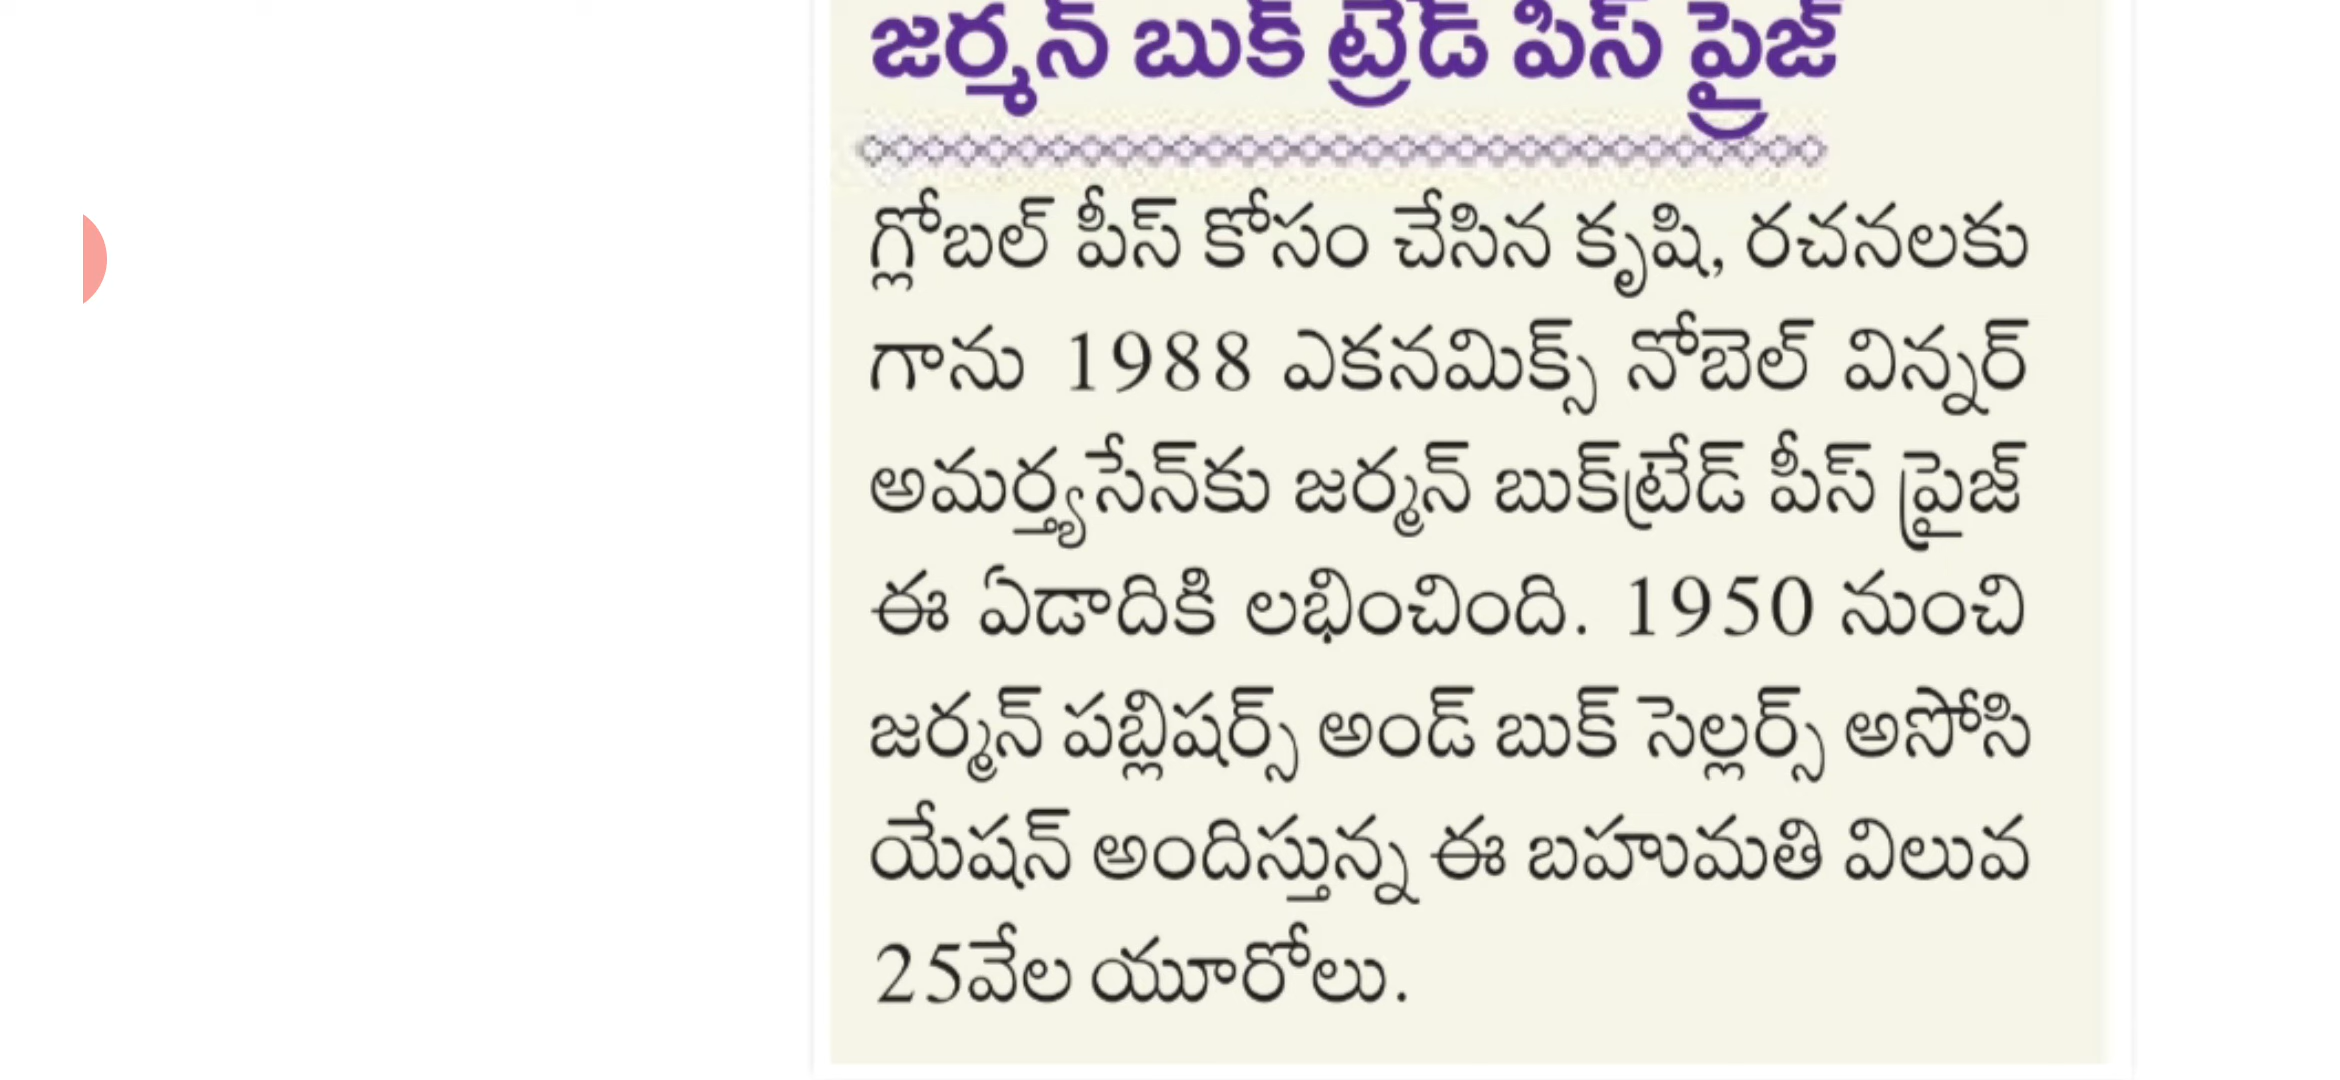 జర్మన్ బుక్ ట్రేడ్ పీస్ ప్రైజ్
గ్లోబల్ పీస్ కోసం చేసిన కృషి, రచనలకు
గాను 1988 ఎకనమిక్స్ నోబెల్ విన్నర్
అమర్త్యసేన్‌కు జర్మన్ బుక్‌ట్రేడ్ పీస్ ప్రైజ్
ఈ ఏడాదికి లభించింది. 1950 నుంచి
జర్మన్ పబ్లిషర్స్ అండ్ బుక్ సెల్లర్స్ అసోసి
యేషన్ అందిస్తున్న ఈ బహుమతి విలువ
25వేల యూరోలు.